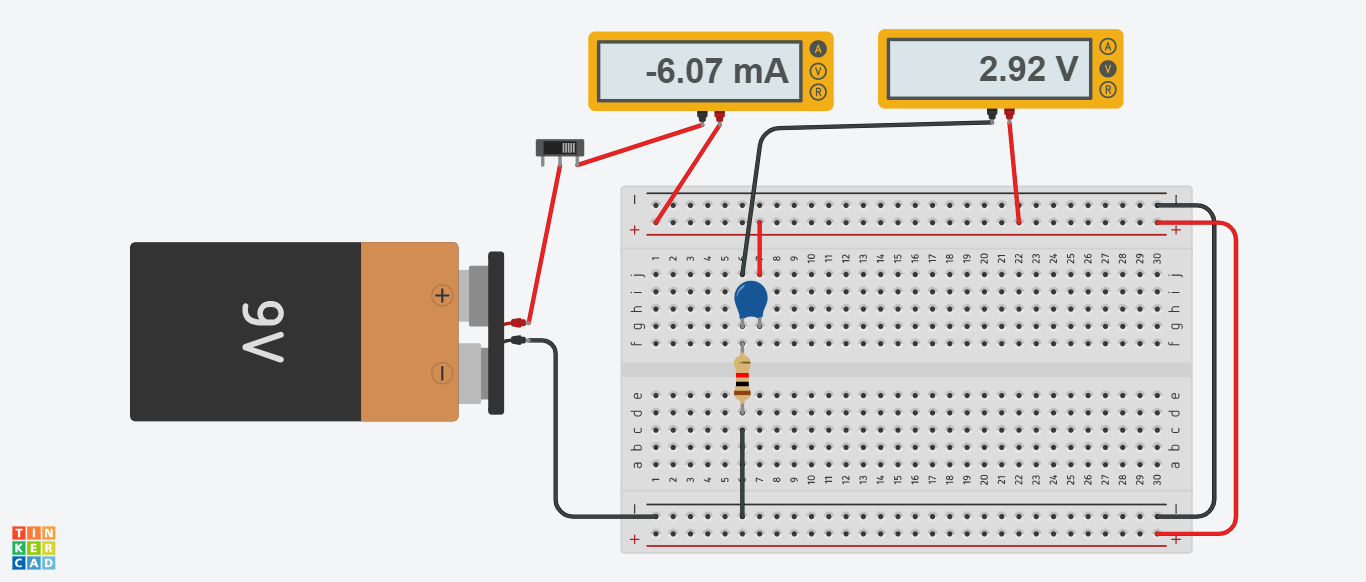 -6.07 mA
A
V
R
2.92 V
A
V
R
9V
+
−
− −
+ +
1 2 3 4 5 6 7 8 9 10 11 12 13 14 15 16 17 18 19 20 21 22 23 24 25 26 27 28 29 30
j j
i i
h h
g g
f f
e e
d d
c c
b b
a a
1 2 3 4 5 6 7 8 9 10 11 12 13 14 15 16 17 18 19 20 21 22 23 24 25 26 27 28 29 30
− −
+ +
TIN
KER
CAD